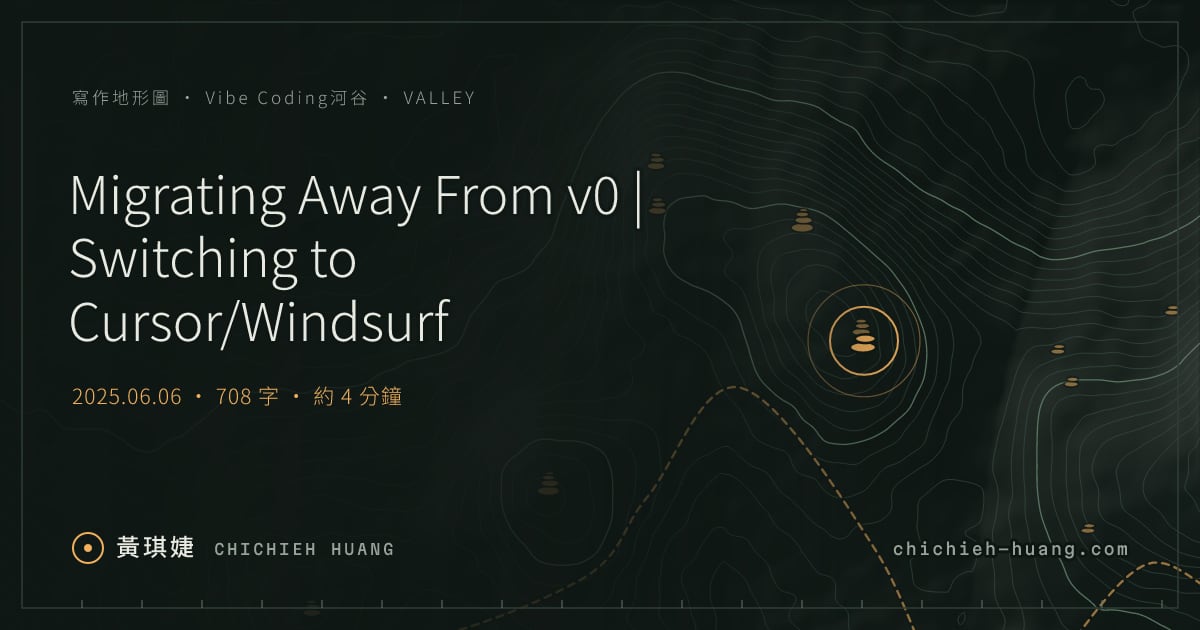 寫作地形圖 · Vibe Coding河谷 · VALLEY
Migrating Away From v0 |
Switching to
Cursor/Windsurf
2025.06.06 · 708 字 · 約 4 分鐘
黃琪婕 CHICHIEH HUANG
chichieh-huang.com